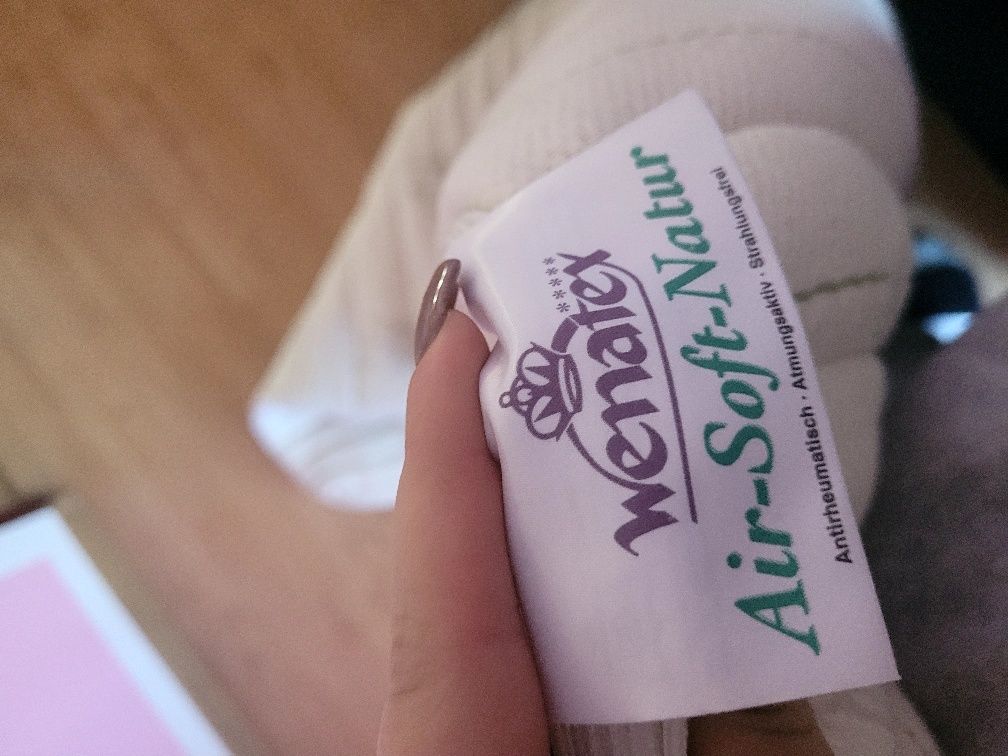 ****
wenatex
Air-Soft-Natur
Antirheumatisch · Atmungsaktiv · Strahlungsfrei